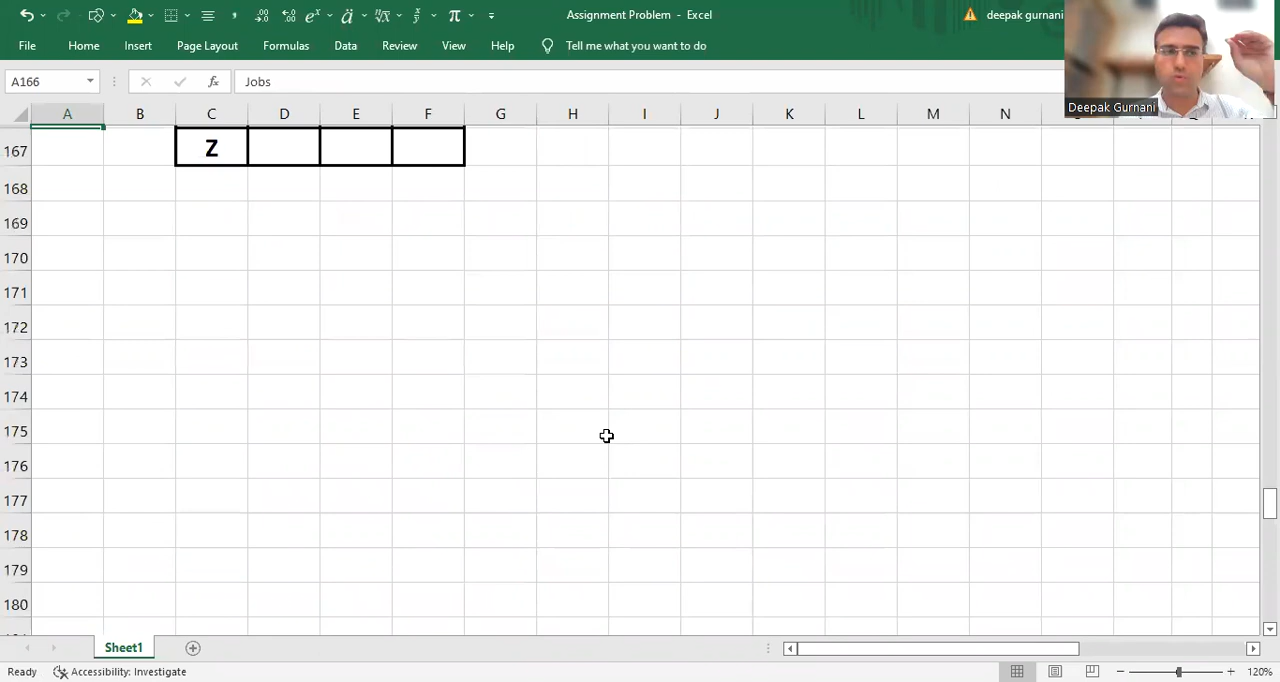 Assignment Problem - Excel
deepak gurnani
File Home Insert Page Layout Formulas Data Review View Help Tell me what you want to do
A166 fx Jobs
Deepak Gurnani
A B C D E F G H I J K L M N
167 Z
168
169
170
171
172
173
174
175
176
177
178
179
180
Sheet1
Ready Accessibility: Investigate 120%